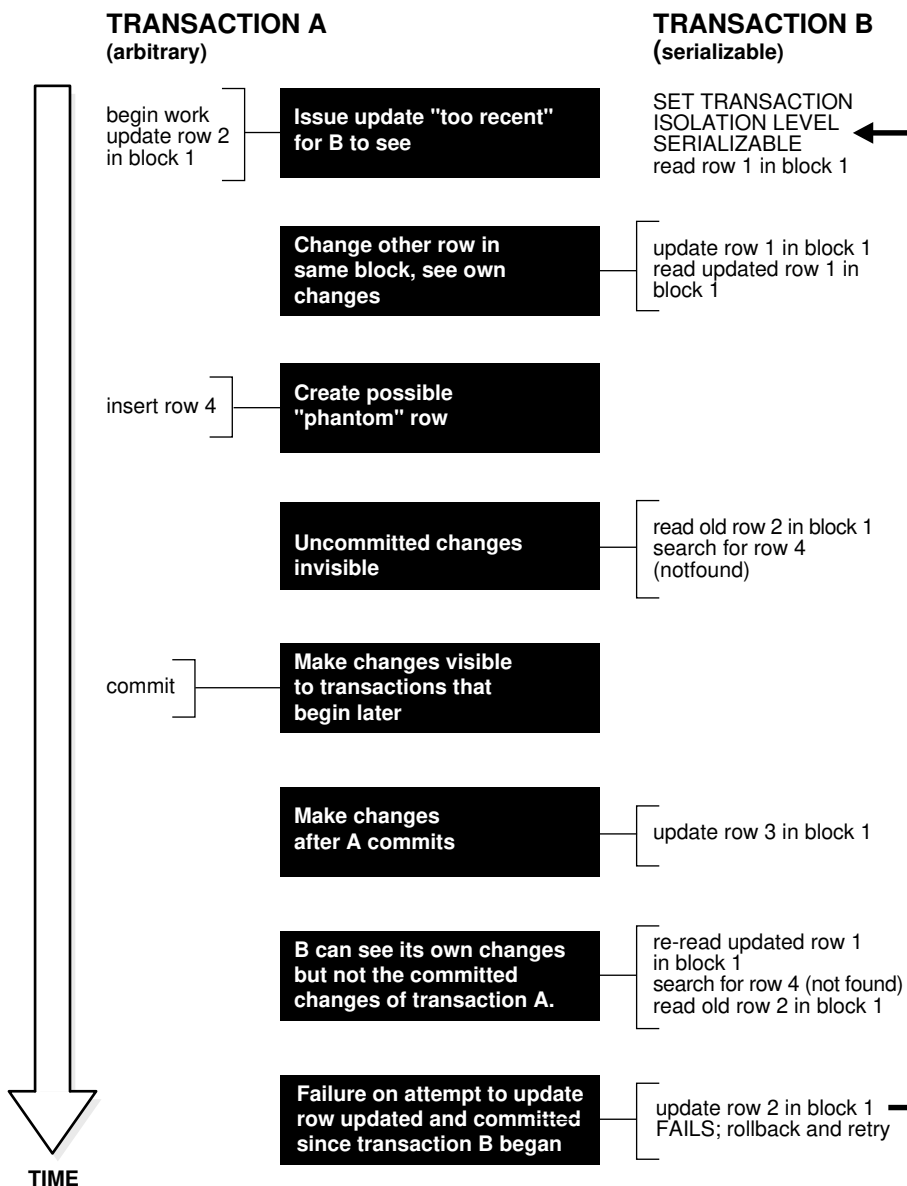 TRANSACTION A
(arbitrary)
TRANSACTION B
(serializable)
begin work
update row 2
in block 1
Issue update "too recent"
for B to see
SET TRANSACTION
ISOLATION LEVEL
SERIALIZABLE
read row 1 in block 1
Change other row in
same block, see own
changes
update row 1 in block 1
read updated row 1 in
block 1
insert row 4
Create possible
"phantom" row
Uncommitted changes
invisible
read old row 2 in block 1
search for row 4
(notfound)
commit
Make changes visible
to transactions that
begin later
Make changes
after A commits
update row 3 in block 1
B can see its own changes
but not the committed
changes of transaction A.
re-read updated row 1
in block 1
search for row 4 (not found)
read old row 2 in block 1
Failure on attempt to update
row updated and committed
since transaction B began
update row 2 in block 1
FAILS; rollback and retry
TIME